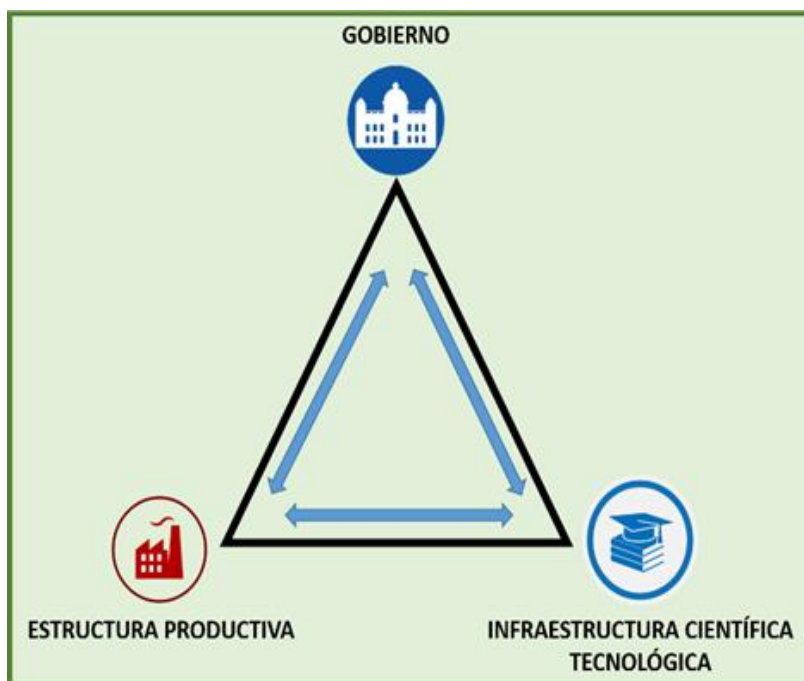 GOBIERNO
ESTRUCTURA PRODUCTIVA
INFRAESTRUCTURA CIENTÍFICA
TECNOLÓGICA